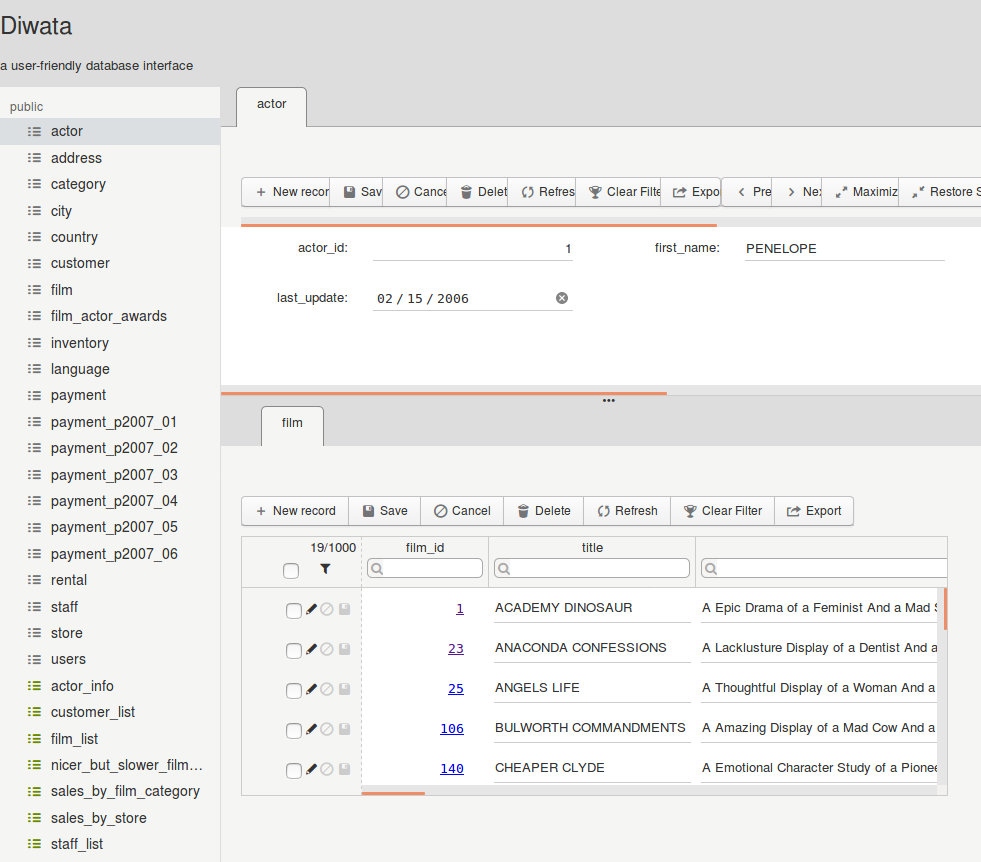 Diwata
a user-friendly database interface
public
actor
address
category
city
country
customer
film
film_actor_awards
inventory
language
payment
payment_p2007_01
payment_p2007_02
payment_p2007_03
payment_p2007_04
payment_p2007_05
payment_p2007_06
rental
staff
store
users
actor_info
customer_list
film_list
nicer_but_slower_film...
sales_by_film_category
sales_by_store
staff_list
actor
New recor Sav Cance Delet Refres Clear Filte Expo Pre Nex Maximiz Restore S
actor_id: 1 first_name: PENELOPE
last_update: 02 / 15 / 2006
film
New record Save Cancel Delete Refresh Clear Filter Export
19/1000 film_id title
1 ACADEMY DINOSAUR A Epic Drama of a Feminist And a Mad S
23 ANACONDA CONFESSIONS A Lacklusture Display of a Dentist And a
25 ANGELS LIFE A Thoughtful Display of a Woman And a
106 BULWORTH COMMANDMENTS A Amazing Display of a Mad Cow And a
140 CHEAPER CLYDE A Emotional Character Study of a Pionee